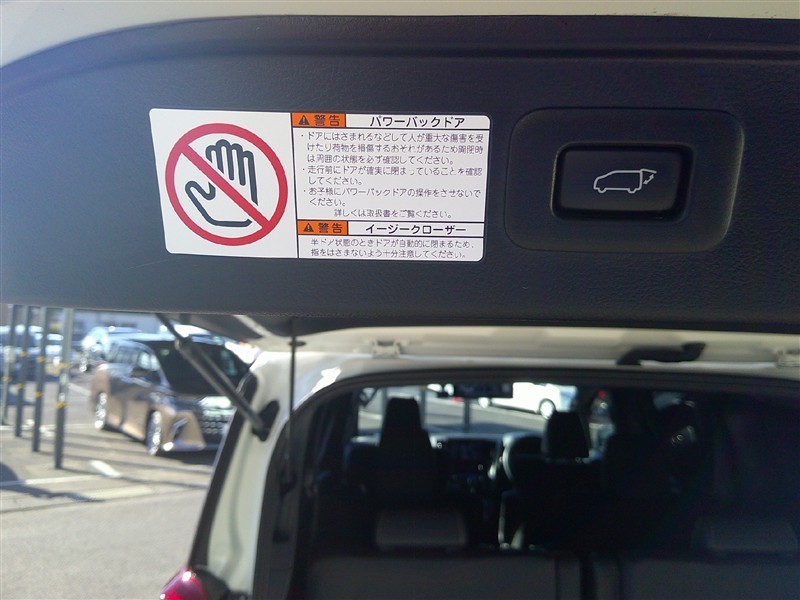 警告 パワーバックドア
・ドアにはさまれるなどして人が重大な傷害を受
けたり荷物を損傷するおそれがあるため開閉時
は周囲の状態を必ず確認してください。
・走行前にドアが確実に閉まっていることを確認
してください。
・お子様にパワーバックドアの操作をさせないで
ください。
詳しくは取扱書をご覧ください。
警告 イージークローザー
半ドア状態のときドアが自動的に閉まるため、
指をはさまないよう十分注意してください。